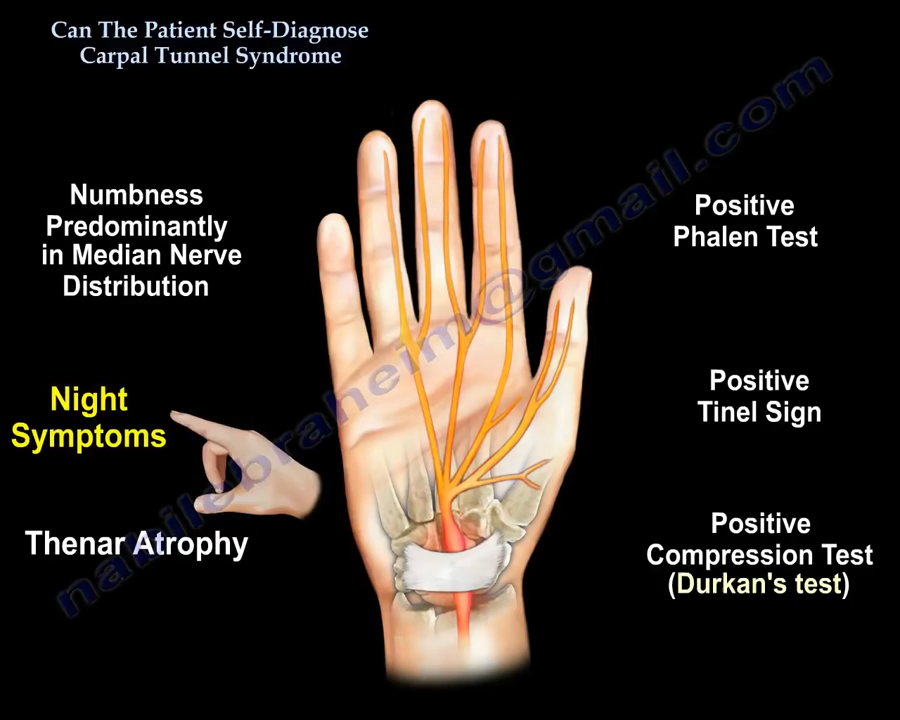 Can The Patient Self-Diagnose
Carpal Tunnel Syndrome
Numbness
Predominantly
in Median Nerve
Distribution
Night
Symptoms
Thenar Atrophy
Positive
Phalen Test
Positive
Tinel Sign
Positive
Compression Test
(Durkan's test)
nabilebraheim@gmail.com